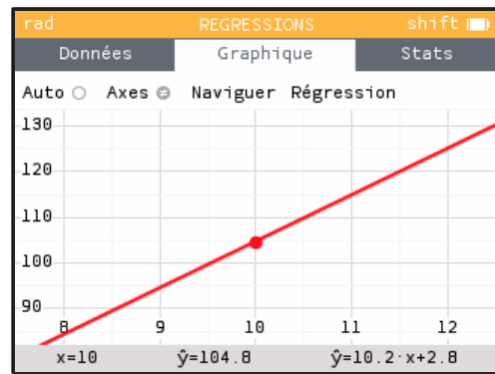 rad REGRESSIONS shift
Données Graphique Stats
Auto Axes Naviguer Régression
130
120
110
100
90
8 9 10 11 12
x=10 ŷ=104.8 ŷ=10.2·x+2.8